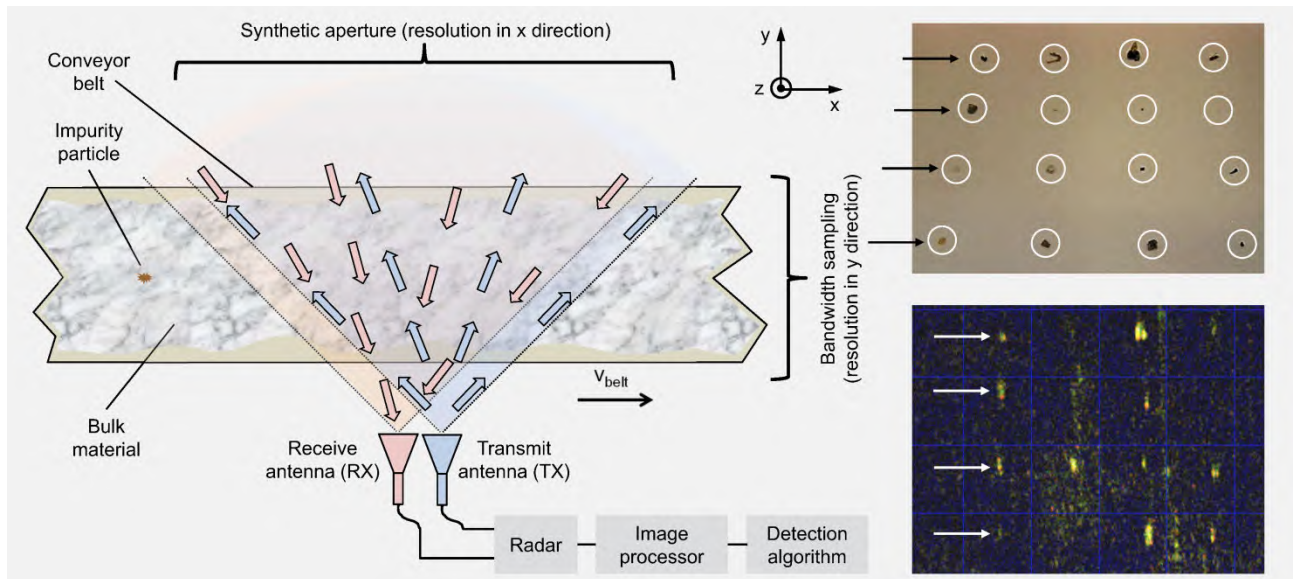 Synthetic aperture (resolution in x direction)
Conveyor
belt
Impurity
particle
y
z
x
Bandwidth sampling
(resolution in y direction)
Vbelt
Bulk
material
Receive
antenna (RX)
Transmit
antenna (TX)
Radar
Image
processor
Detection
algorithm